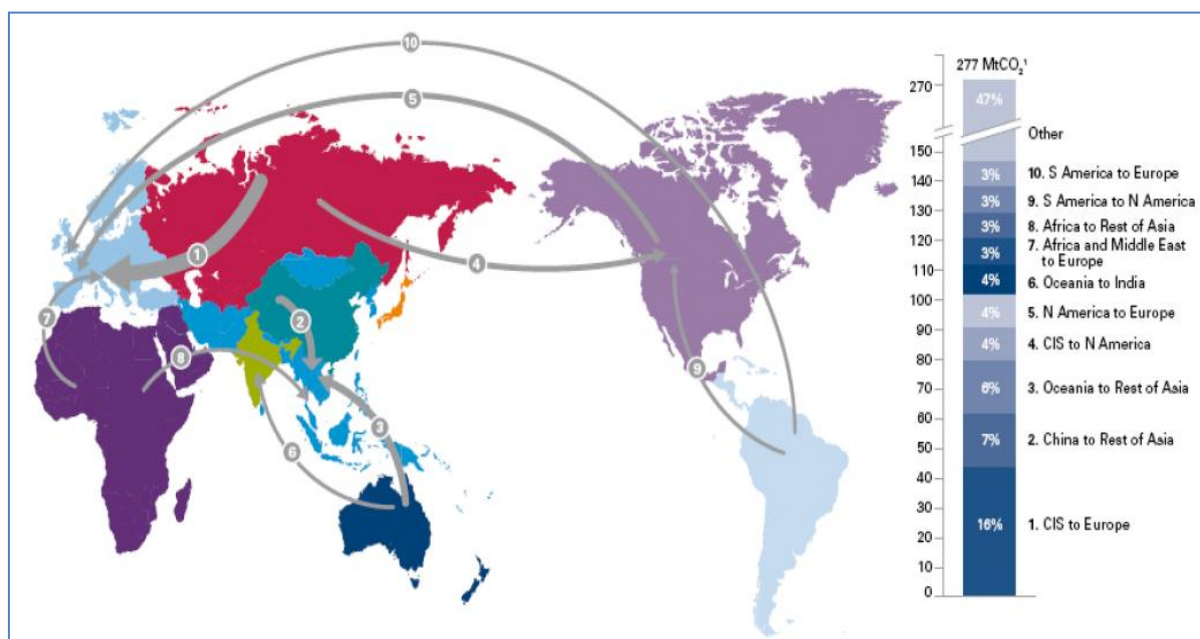 10
5
1
4
2
7
8
9
3
6
277 MtCO₂¹
270
150
140
130
120
110
100
90
80
70
60
50
40
30
20
10
0
47%
3%
3%
3%
3%
4%
4%
4%
6%
7%
16%
Other
10. S America to Europe
9. S America to N America
8. Africa to Rest of Asia
7. Africa and Middle East
to Europe
6. Oceania to India
5. N America to Europe
4. CIS to N America
3. Oceania to Rest of Asia
2. China to Rest of Asia
1. CIS to Europe